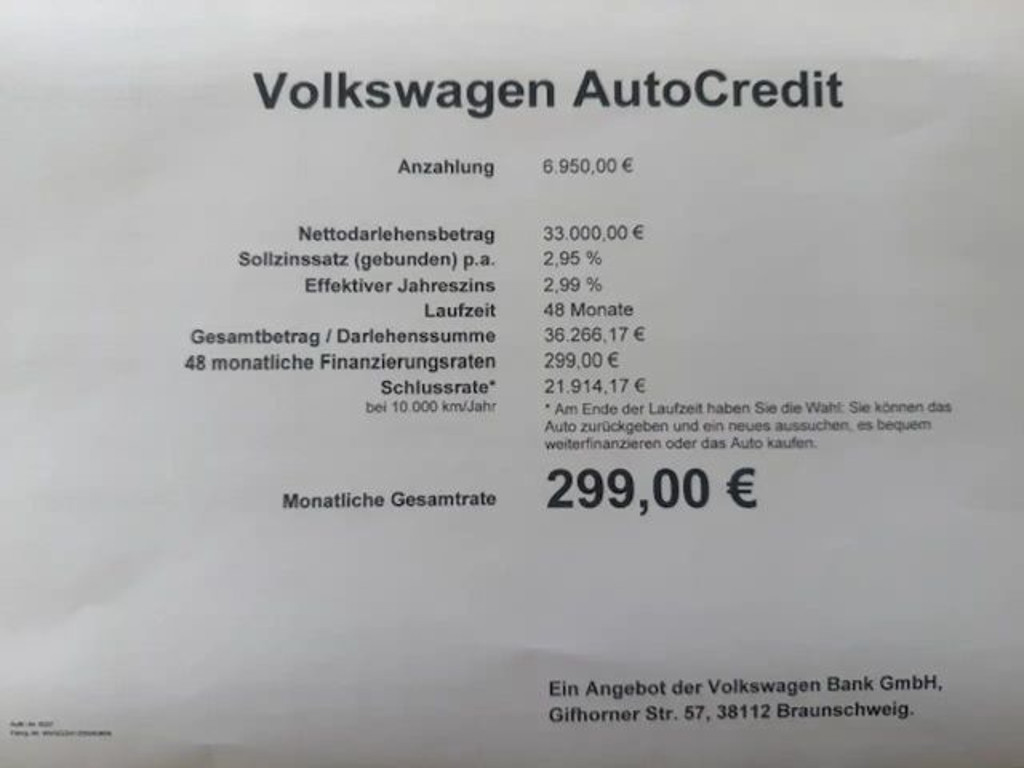 Volkswagen AutoCredit
Anzahlung 6.950,00 €
Nettodarlehensbetrag 33.000,00 €
Sollzinssatz (gebunden) p.a. 2,95 %
Effektiver Jahreszins 2,99 %
Laufzeit 48 Monate
Gesamtbetrag / Darlehenssumme 36.266,17 €
48 monatliche Finanzierungsraten 299,00 €
Schlussrate* 21.914,17 €
bei 10.000 km/Jahr
* Am Ende der Laufzeit haben Sie die Wahl: Sie können das
Auto zurückgeben und ein neues aussuchen, es bequem
weiterfinanzieren oder das Auto kaufen.
Monatliche Gesamtrate 299,00 €
Ein Angebot der Volkswagen Bank GmbH,
Gifhorner Str. 57, 38112 Braunschweig.